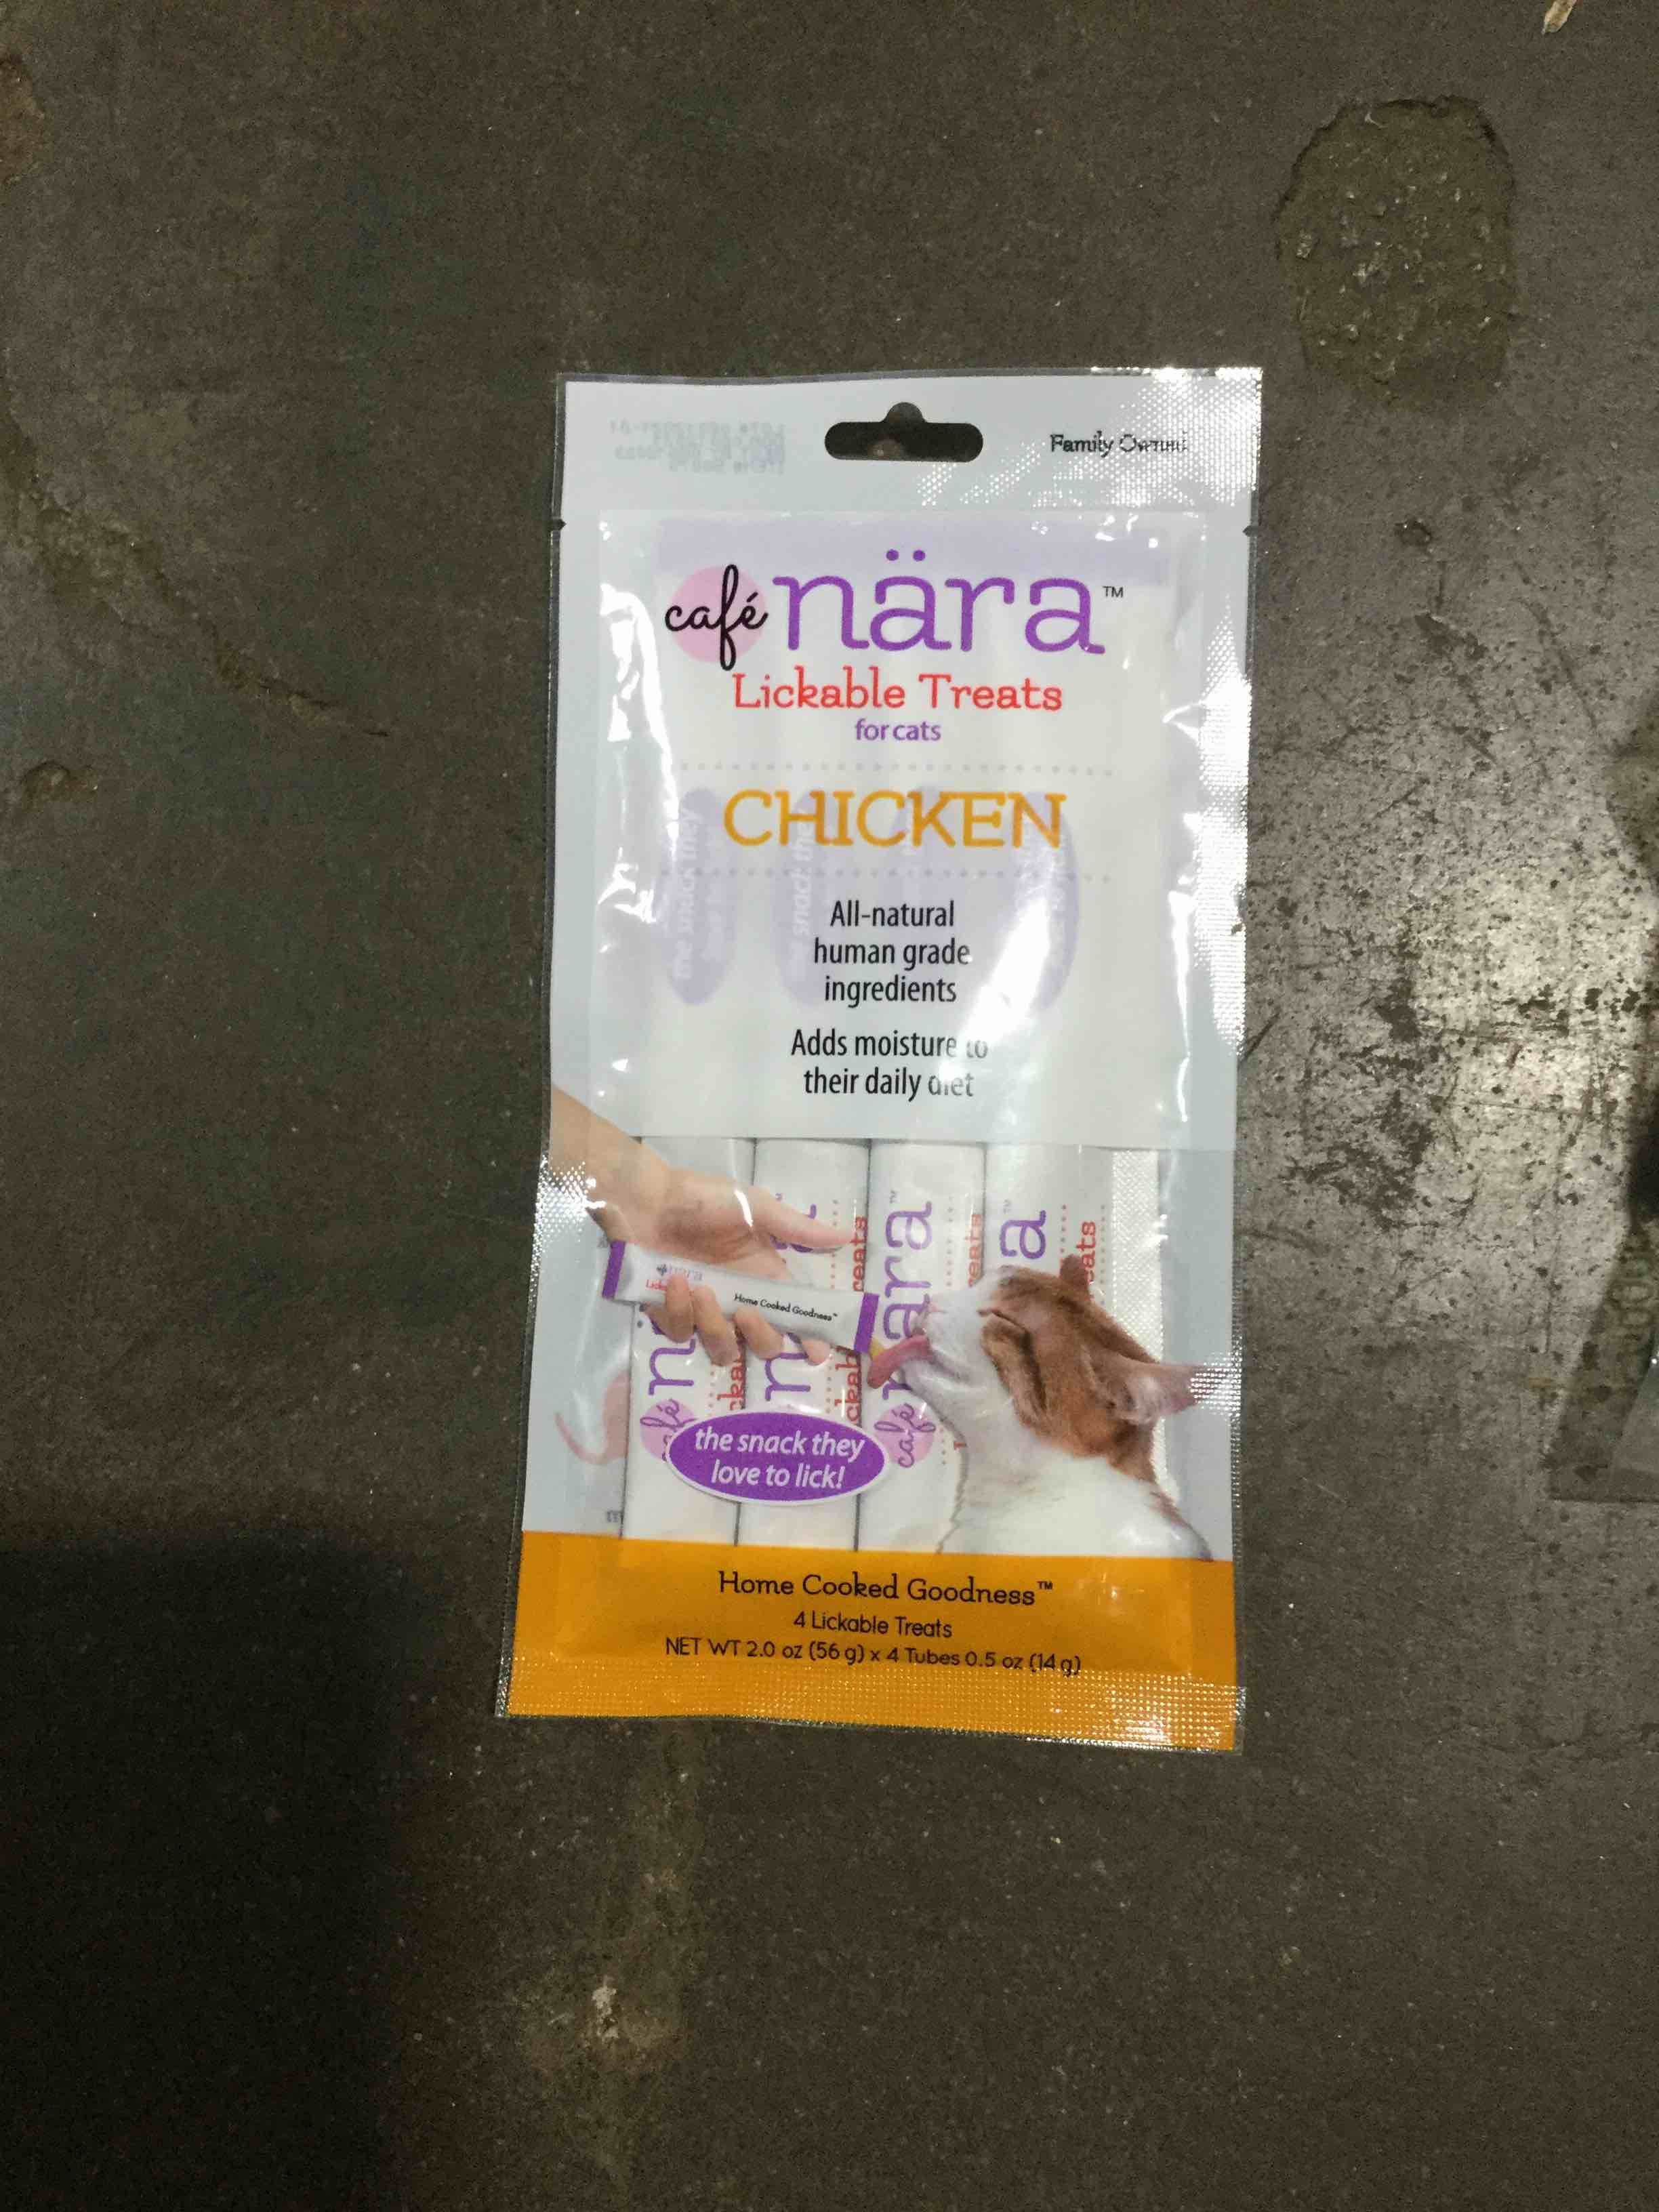 Family Owned
café nära™
Lickable Treats
for cats
CHICKEN
All-natural
human grade
ingredients
Adds moisture to
their daily diet
Home Cooked Goodness™
the snack they
love to lick!
Home Cooked Goodness™
4 Lickable Treats
NET WT 2.0 oz (56 g) x 4 Tubes 0.5 oz (14 g)